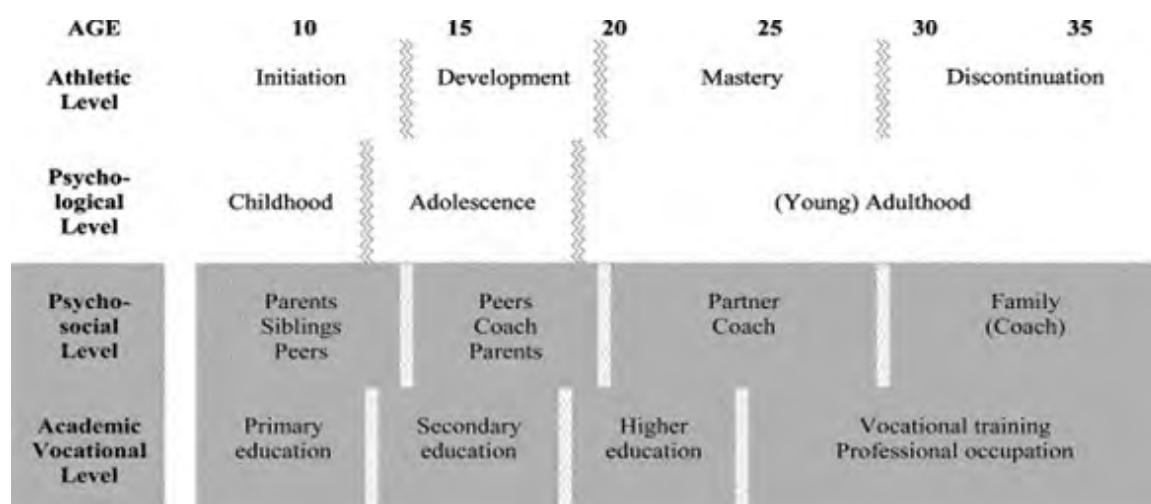 AGE 10 15 20 25 30 35
Athletic Initiation Development Mastery Discontinuation
Level
Psycho-
logical Childhood Adolescence (Young) Adulthood
Level
Psycho- Parents Peers Partner Family
social Siblings Coach Coach (Coach)
Level Peers Parents
Academic Primary Secondary Higher Vocational training
Vocational education education education Professional occupation
Level